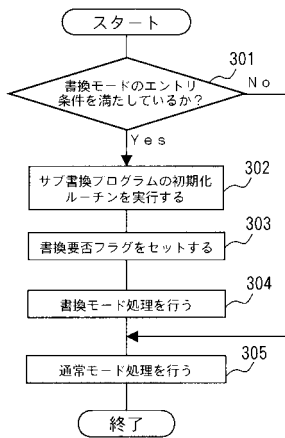 スタート
301
書換モードのエントリ
条件を満たしているか？
No
Yes
302
サブ書換プログラムの初期化
ルーチンを実行する
303
書換要否フラグをセットする
304
書換モード処理を行う
305
通常モード処理を行う
終了